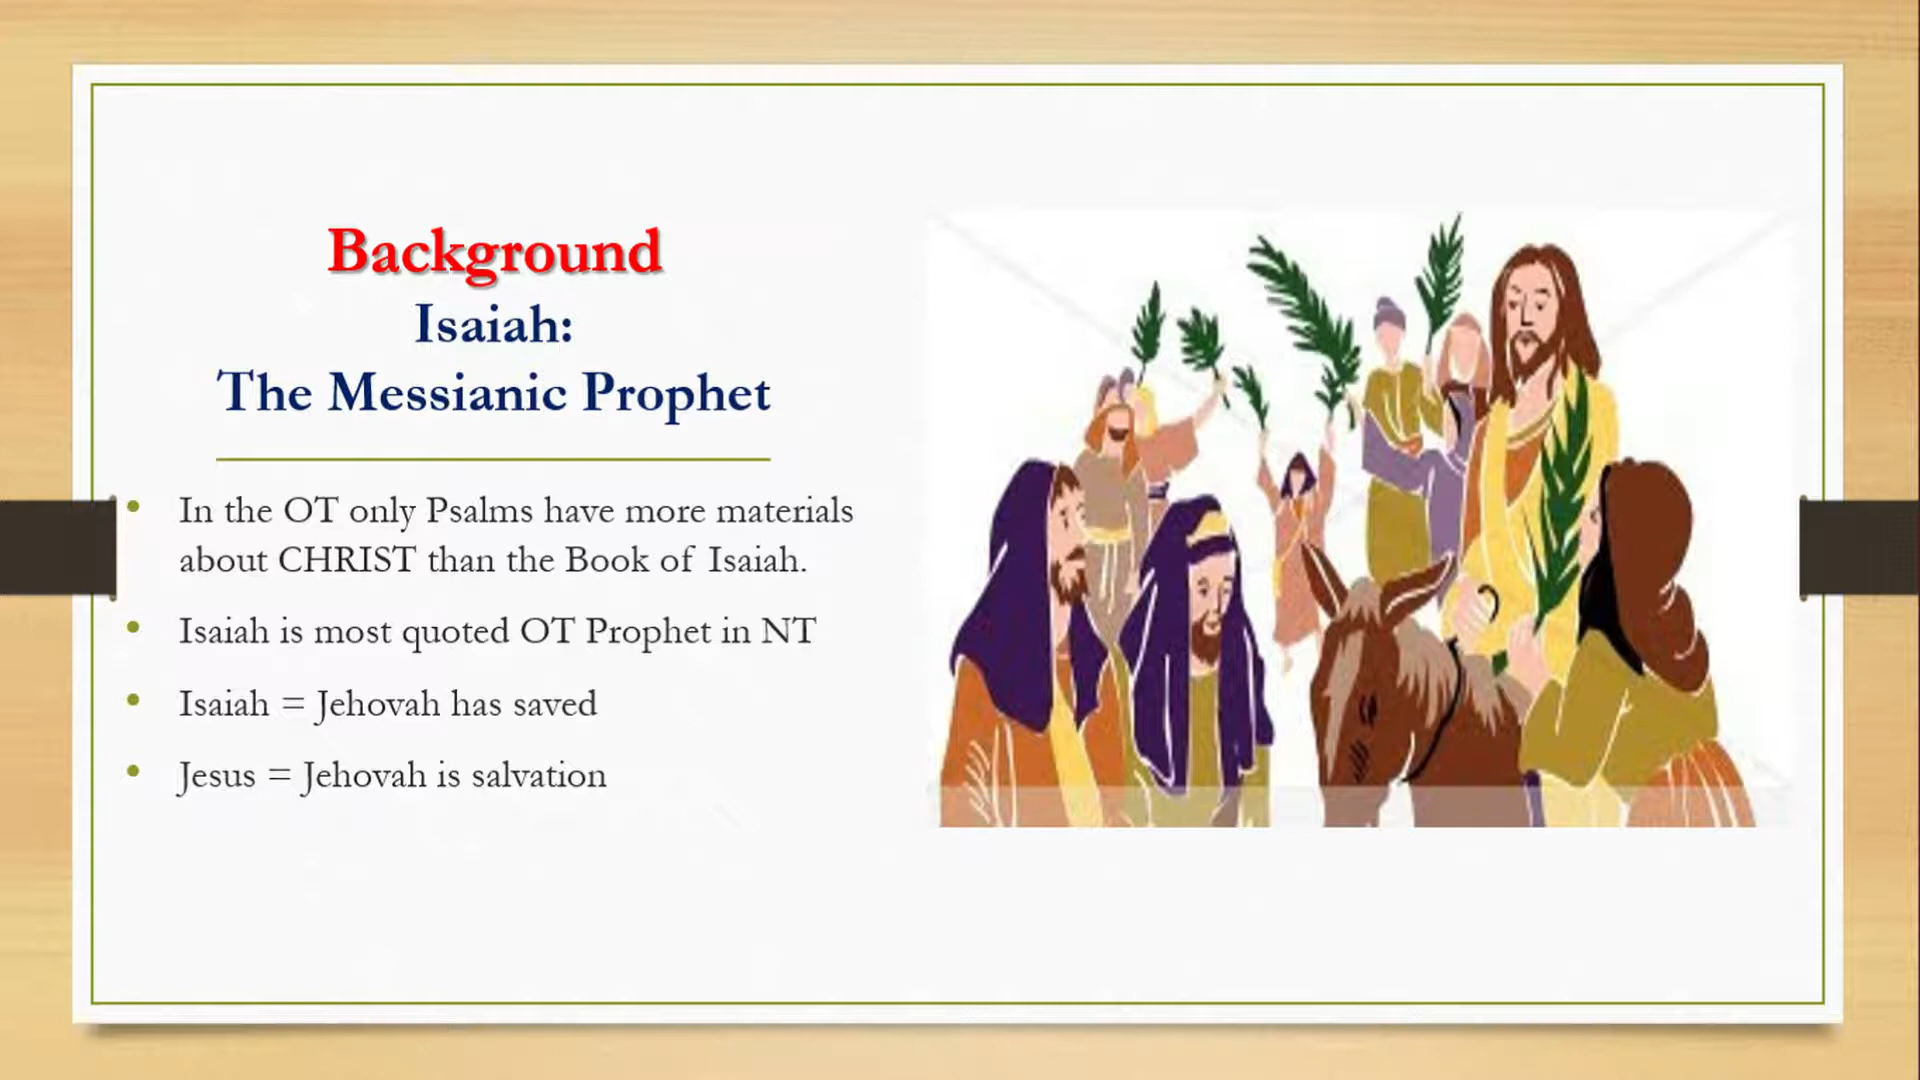 Background
Isaiah:
The Messianic Prophet
• In the OT only Psalms have more materials
about CHRIST than the Book of Isaiah.
• Isaiah is most quoted OT Prophet in NT
• Isaiah = Jehovah has saved
• Jesus = Jehovah is salvation